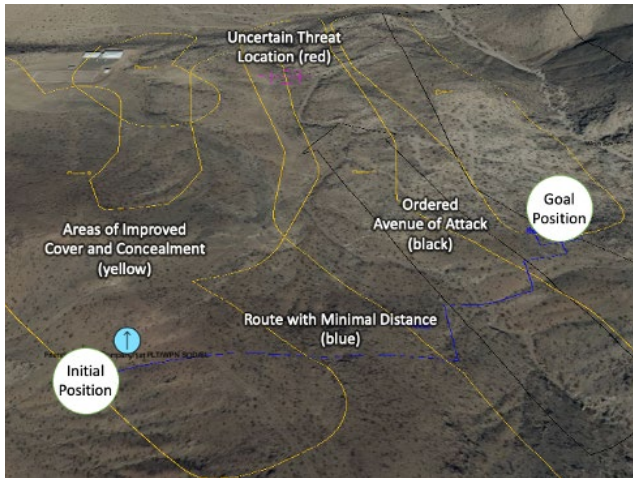 Uncertain Threat
Location (red)
Ordered
Avenue of Attack
(black)
Goal
Position
Areas of Improved
Cover and Concealment
(yellow)
Route with Minimal Distance
(blue)
Initial
Position